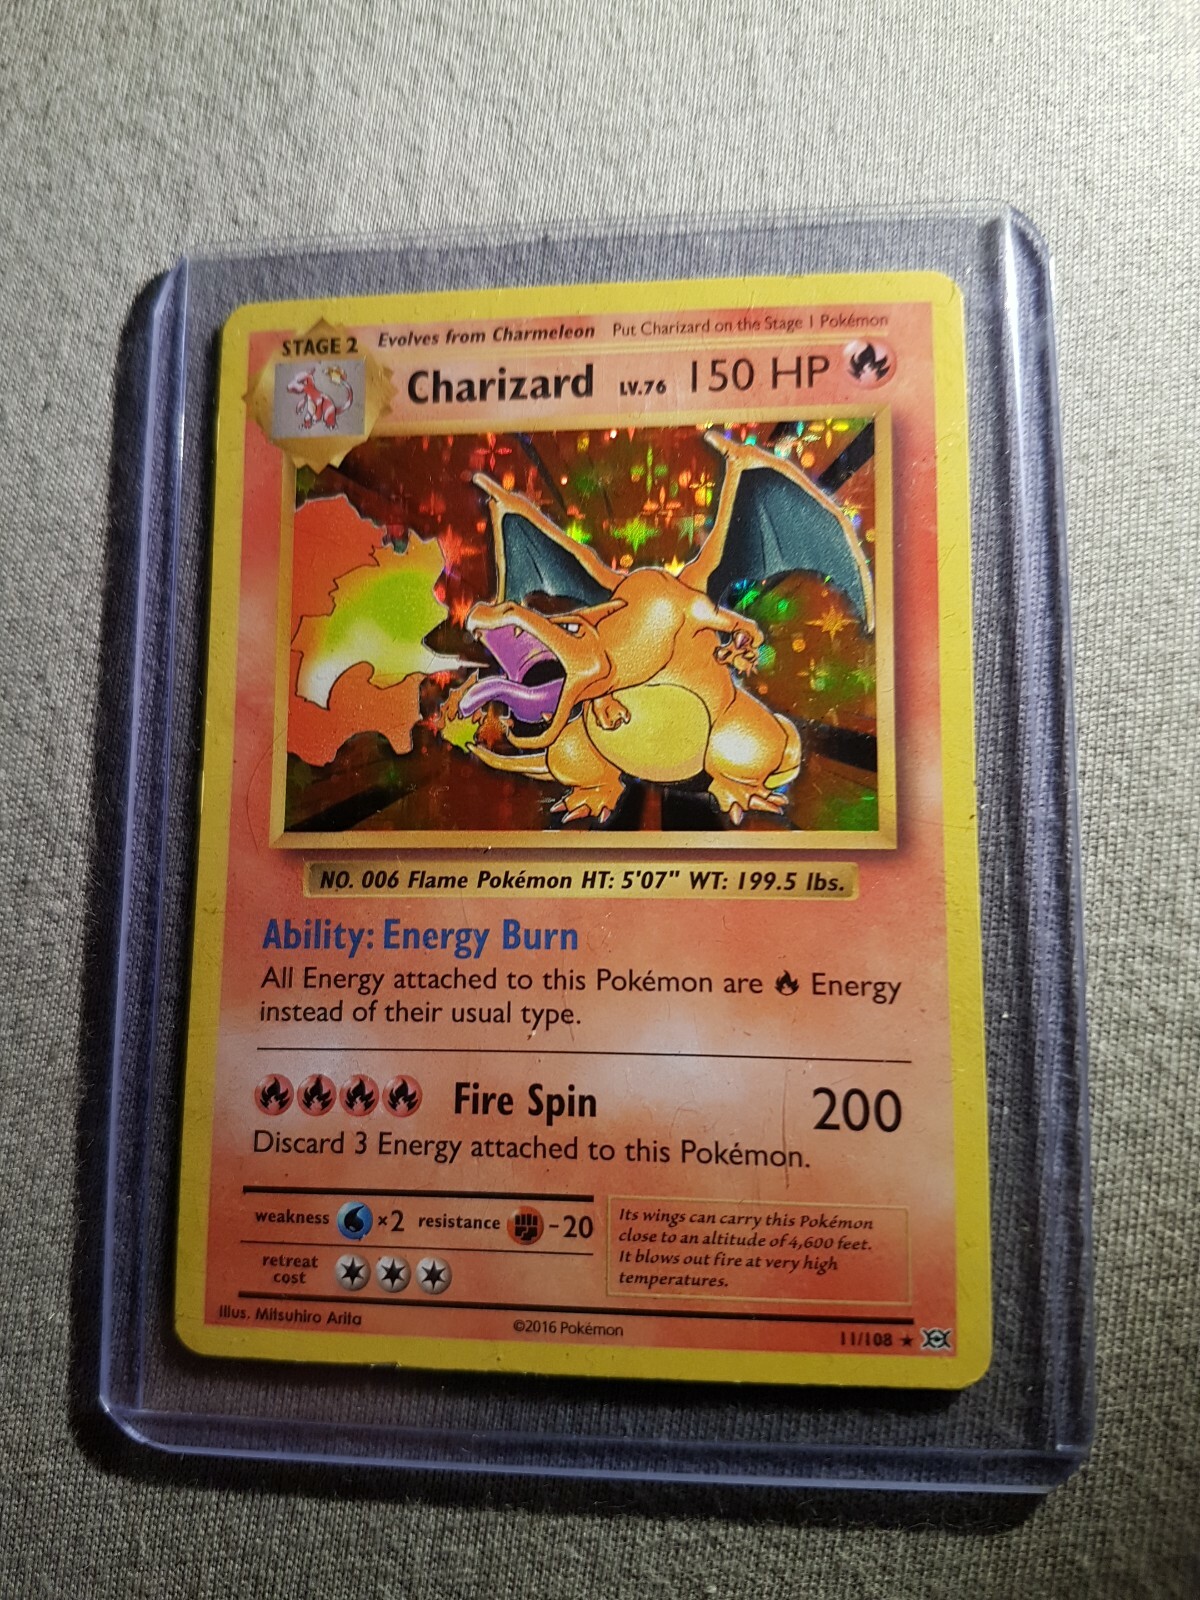 STAGE 2 Evolves from Charmeleon Put Charizard on the Stage 1 Pokémon
Charizard LV.76 150 HP
NO. 006 Flame Pokémon HT: 5'07" WT: 199.5 lbs.
Ability: Energy Burn
All Energy attached to this Pokémon are Energy
instead of their usual type.
Fire Spin 200
Discard 3 Energy attached to this Pokémon.
weakness ×2 resistance -20
retreat
cost
Its wings can carry this Pokémon
close to an altitude of 4,600 feet.
It blows out fire at very high
temperatures.
Illus. Mitsuhiro Arita
©2016 Pokémon
11/108 ★